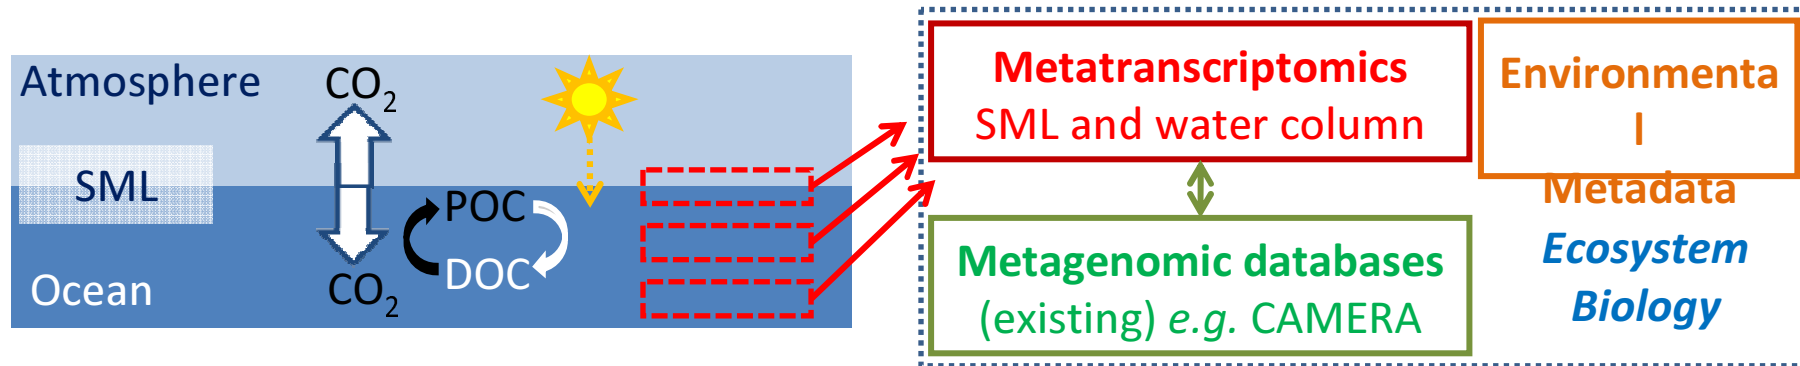 Atmosphere
CO2
SML
POC
DOC
Ocean
CO2
Metatranscriptomics
SML and water column
Metagenomic databases
(existing) e.g. CAMERA
Environmenta
l
Metadata
Ecosystem
Biology